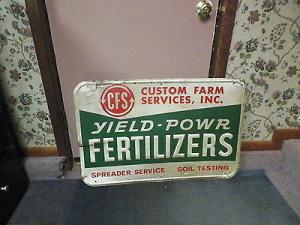 CFS
CUSTOM FARM
SERVICES, INC.
YIELD-POWR
FERTILIZERS
SPREADER SERVICE SOIL TESTING